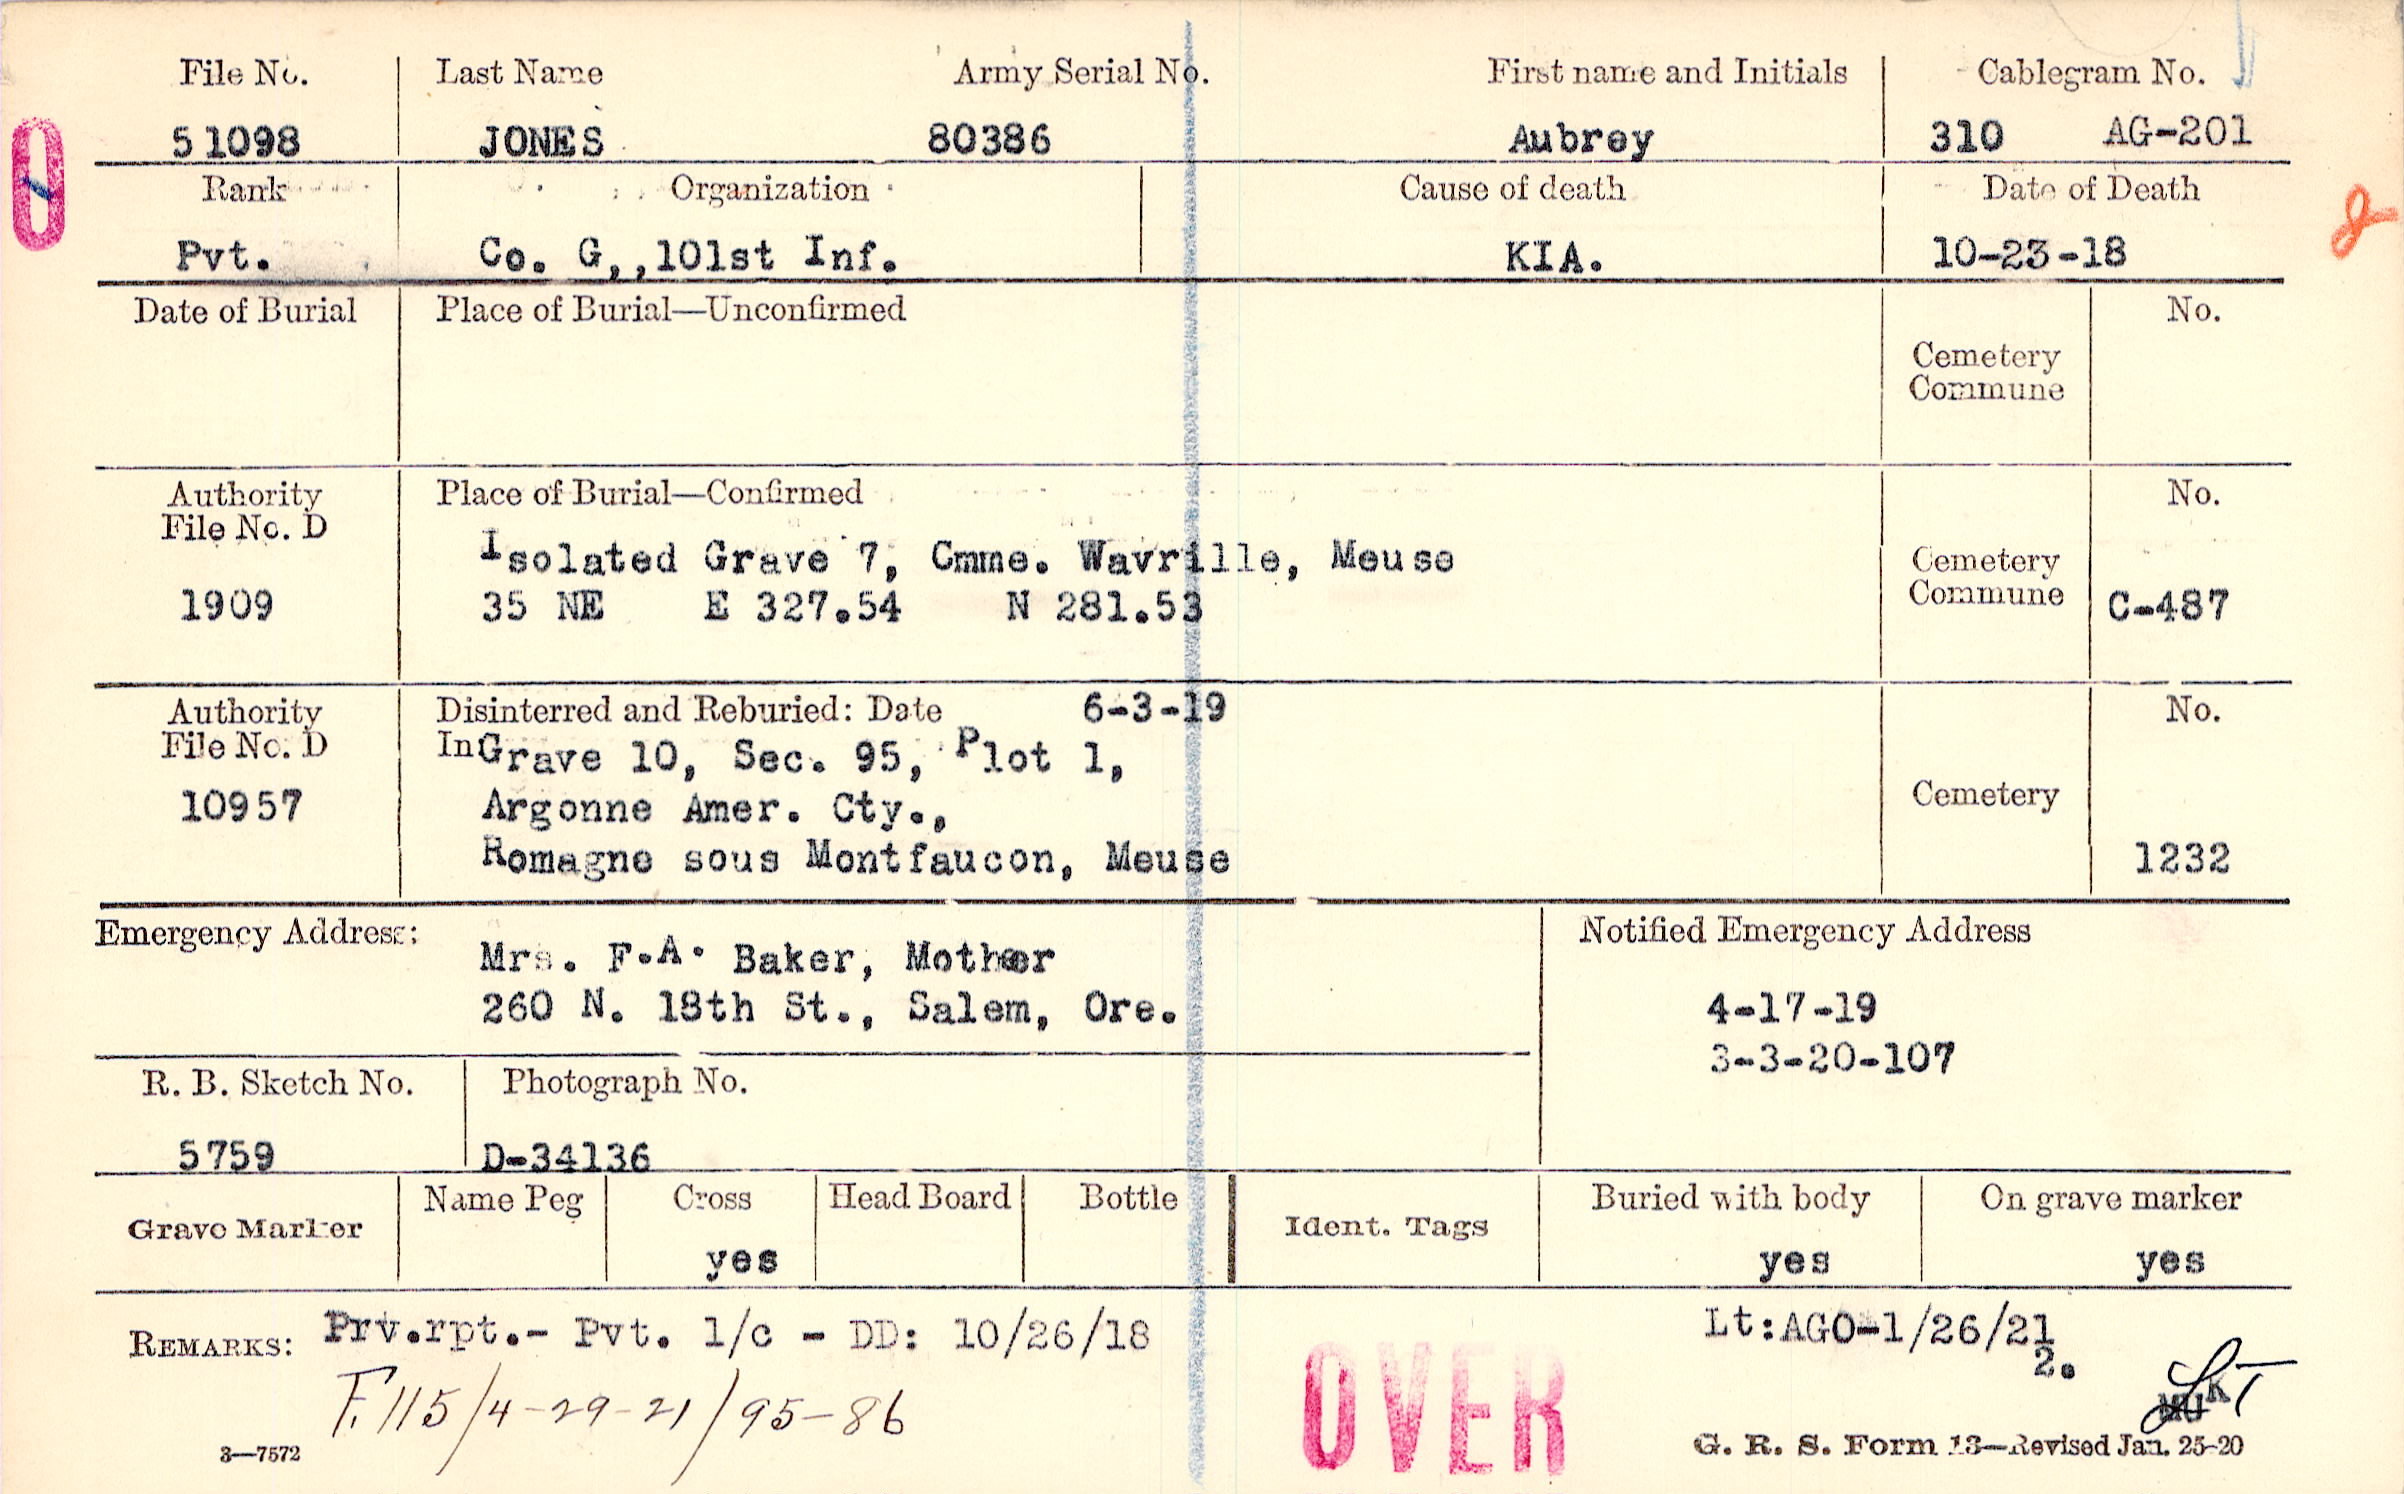 File No. Last Name Army Serial No. First name and Initials Cablegram No.
51098 JONES 80386 Aubrey 310 AG-201
Rank Organization Cause of death Date of Death
8
Pvt. Co. G,,101st Inf. KIA. 10-23-18
Date of Burial Place of Burial—Unconfirmed No.
Cemetery
Commune
Authority Place of Burial—Confirmed No.
File No. D
Isolated Grave 7, Cmne. Wavrille, Meuse Cemetery
1909 35 NE E 327.54 N 281.53 Commune C-487
Authority Disinterred and Reburied: Date 6-3-19 No.
File No. D In Grave 10, Sec. 95, Plot 1,
10957 Argonne Amer. Cty., Cemetery
Romagne sous Montfaucon, Meuse 1232
Emergency Address: Notified Emergency Address
Mrs. F.A. Baker, Mother
260 N. 18th St., Salem, Ore. 4-17-19
3-3-20-107
R. B. Sketch No. Photograph No.
5759 D-34136
Name Peg Cross Head Board Bottle Buried with body On grave marker
Grave Marker Ident. Tags
yes yes yes
REMARKS: Prv.rpt.- Pvt. 1/c - DD: 10/26/18 Lt:AGO-1/26/21
2.
F.115/4-29-21/95-86
OVER
3—7572 G. R. S. Form 13—Revised Jan. 25-20